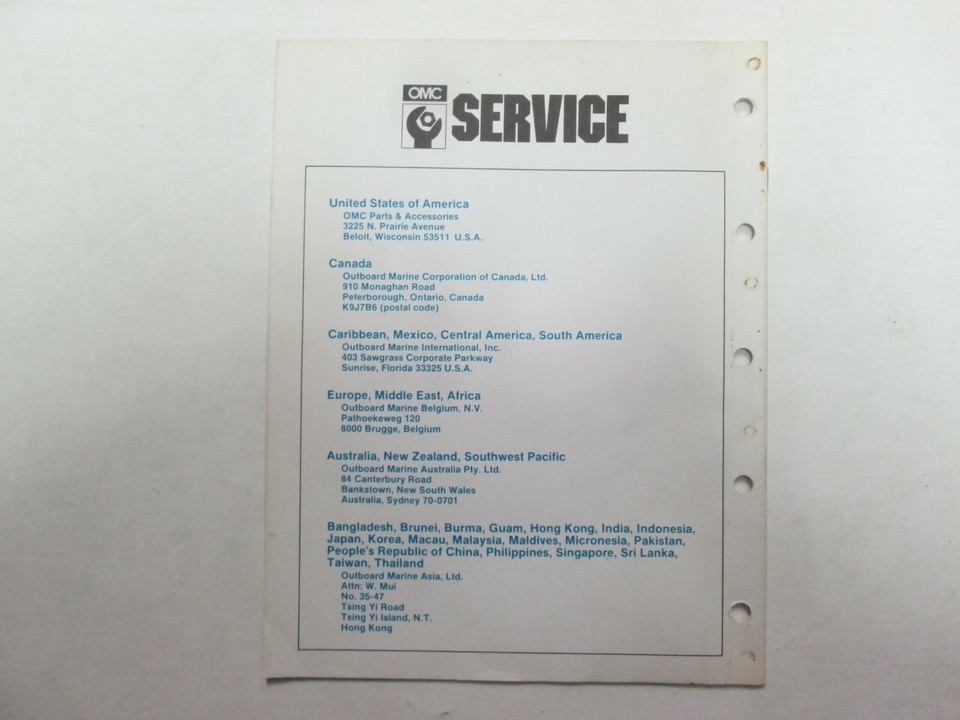 OMC
SERVICE
United States of America
OMC Parts & Accessories
3225 N. Prairie Avenue
Beloit, Wisconsin 53511 U.S.A.
Canada
Outboard Marine Corporation of Canada, Ltd.
910 Monaghan Road
Peterborough, Ontario, Canada
K9J7B6 (postal code)
Caribbean, Mexico, Central America, South America
Outboard Marine International, Inc.
403 Sawgrass Corporate Parkway
Sunrise, Florida 33325 U.S.A.
Europe, Middle East, Africa
Outboard Marine Belgium, N.V.
Pathoekeweg 120
8000 Brugge, Belgium
Australia, New Zealand, Southwest Pacific
Outboard Marine Australia Pty. Ltd.
84 Canterbury Road
Bankstown, New South Wales
Australia, Sydney 70-0701
Bangladesh, Brunei, Burma, Guam, Hong Kong, India, Indonesia,
Japan, Korea, Macau, Malaysia, Maldives, Micronesia, Pakistan,
People's Republic of China, Philippines, Singapore, Sri Lanka,
Taiwan, Thailand
Outboard Marine Asia, Ltd.
Attn: W. Mui
No. 35-47
Tsing Yi Road
Tsing Yi Island, N.T.
Hong Kong